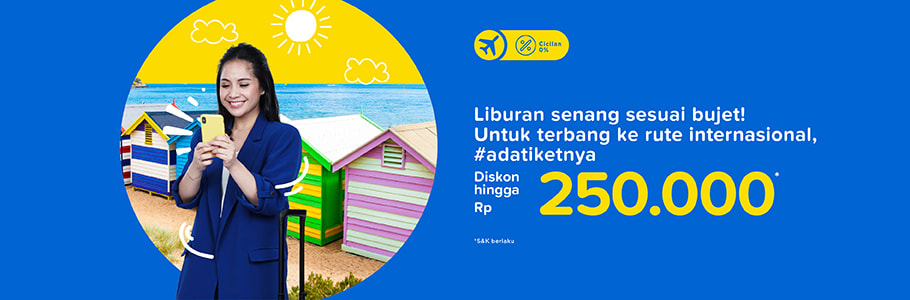 Cicilan
0%
Liburan senang sesuai bujet!
Untuk terbang ke rute internasional,
#adatiketnya
Diskon
hingga
Rp
250.000*
*S&K berlaku